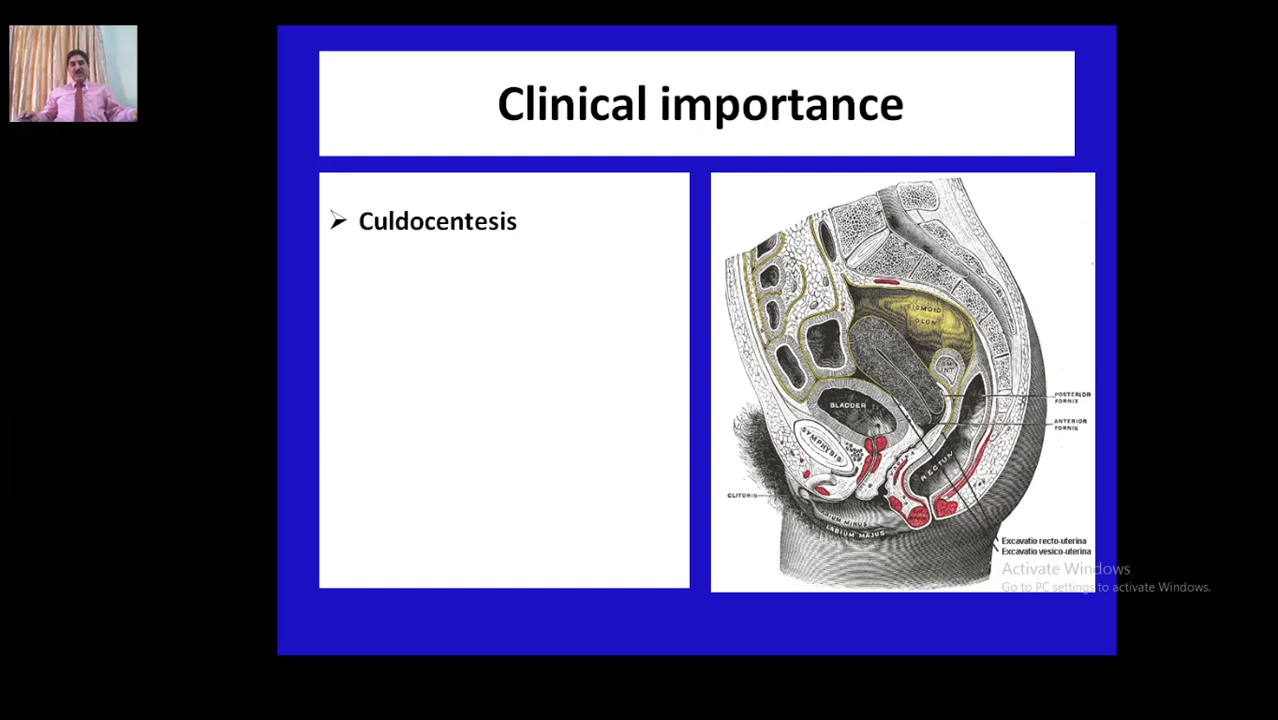 Clinical importance
➢ Culdocentesis
SIGMOID
COLON
BLADDER
SYMPHYSIS
RECTUM
POSTERIOR
FORNIX
ANTERIOR
FORNIX
CLITORIS
LABIUM MAJUS
Excavatio recto-uterina
Excavatio vesico-uterina
Activate Windows
Go to PC settings to activate Windows.